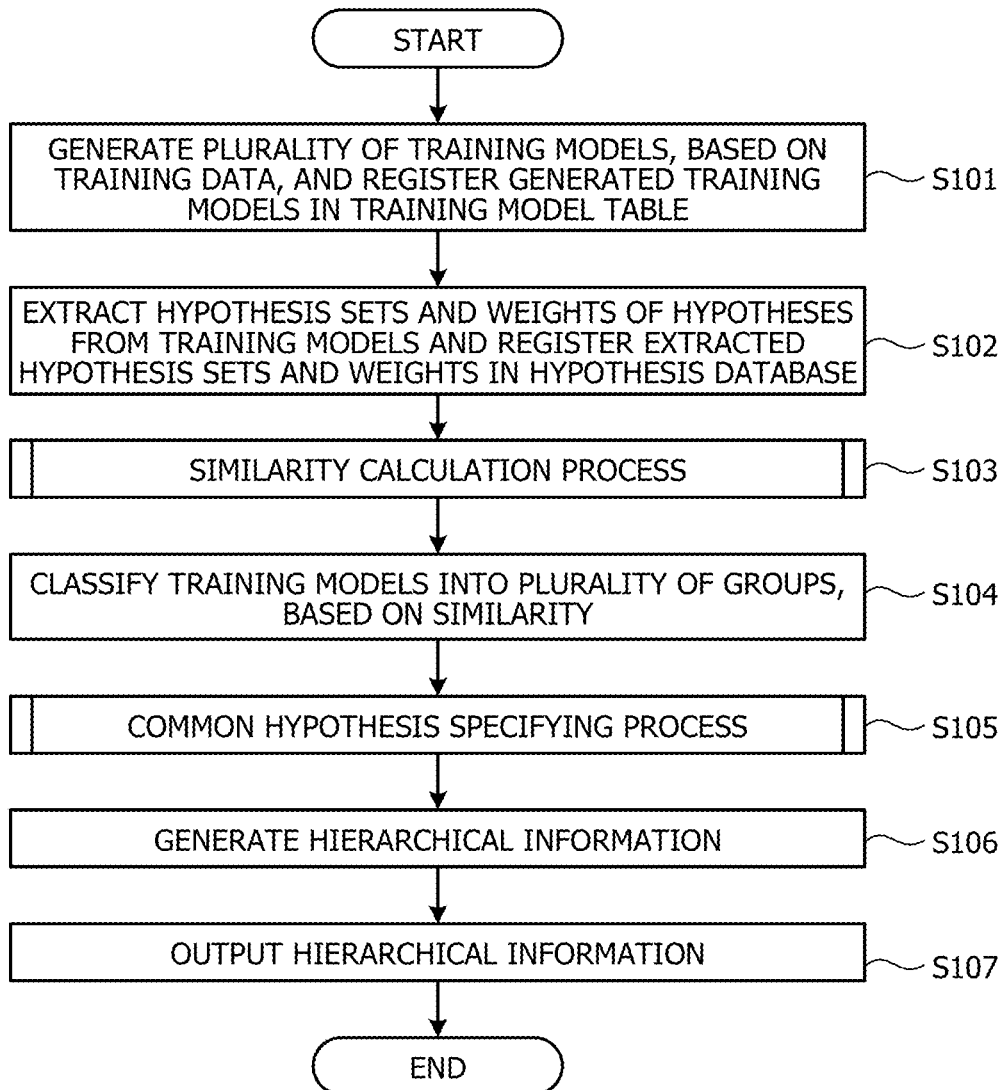 START
GENERATE PLURALITY OF TRAINING MODELS, BASED ON
TRAINING DATA, AND REGISTER GENERATED TRAINING
MODELS IN TRAINING MODEL TABLE
S101
EXTRACT HYPOTHESIS SETS AND WEIGHTS OF HYPOTHESES
FROM TRAINING MODELS AND REGISTER EXTRACTED
HYPOTHESIS SETS AND WEIGHTS IN HYPOTHESIS DATABASE
S102
SIMILARITY CALCULATION PROCESS
S103
CLASSIFY TRAINING MODELS INTO PLURALITY OF GROUPS,
BASED ON SIMILARITY
S104
COMMON HYPOTHESIS SPECIFYING PROCESS
S105
GENERATE HIERARCHICAL INFORMATION
S106
OUTPUT HIERARCHICAL INFORMATION
S107
END